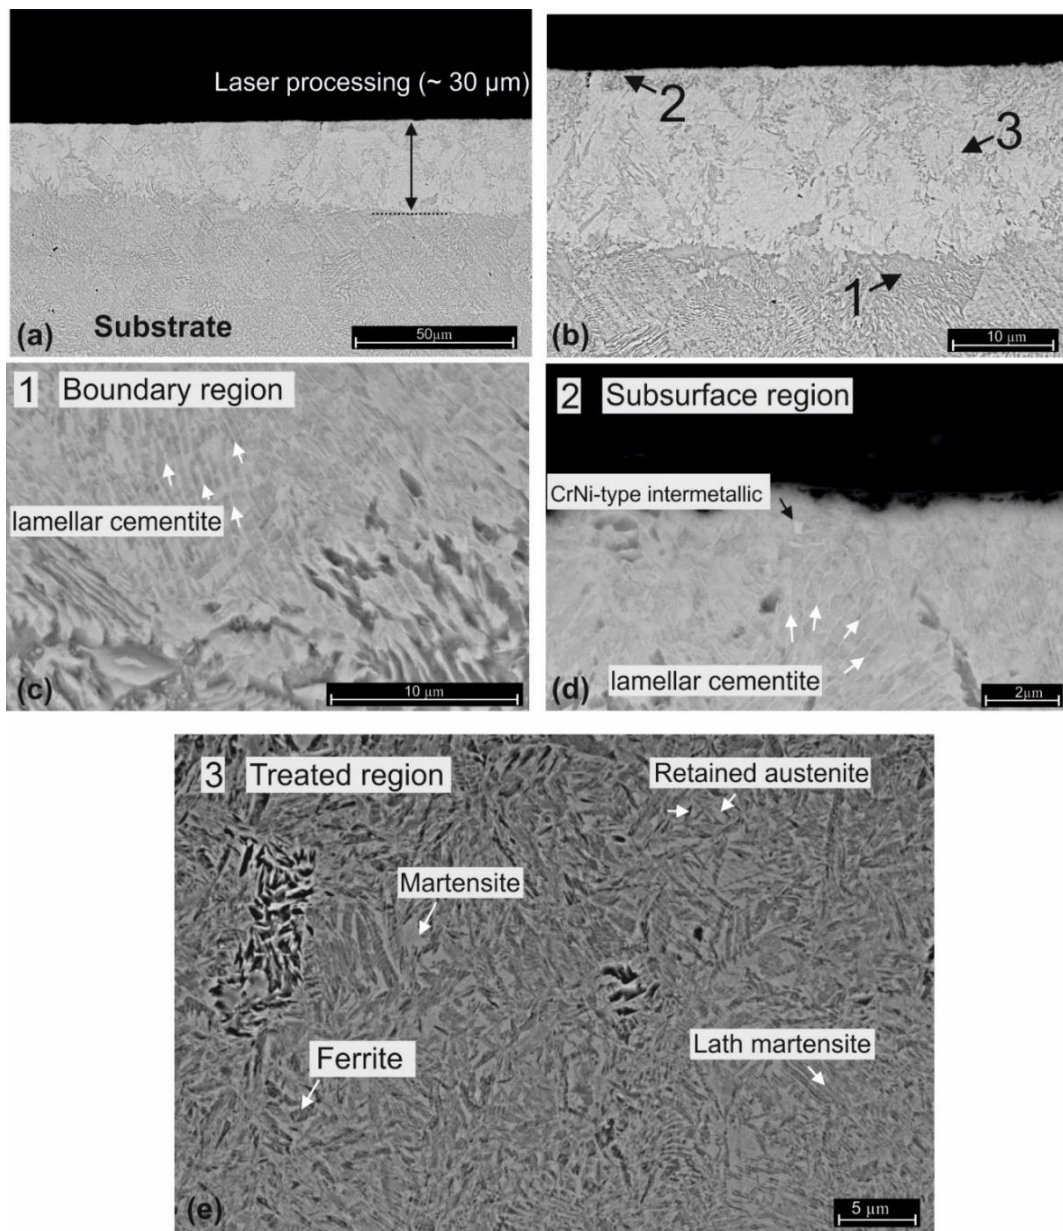 Laser processing (~ 30 µm)
Substrate
(a)
50µm
2
3
1
(b)
10 µm
1 Boundary region
lamellar cementite
(c)
10 µm
2 Subsurface region
CrNi-type intermetallic
lamellar cementite
(d)
2µm
3 Treated region
Retained austenite
Martensite
Ferrite
Lath martensite
(e)
5 µm